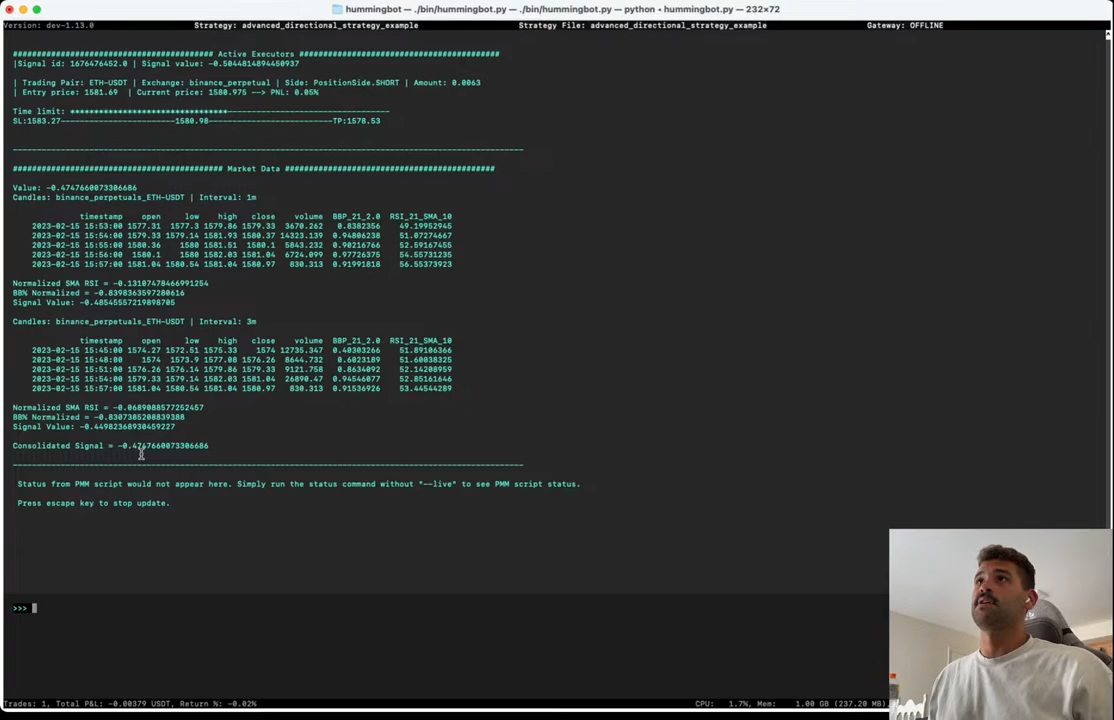 hummingbot — ./bin/hummingbot.py — ./bin/hummingbot.py — python • hummingbot.py — 232×72
Version: dev-1.13.0 Strategy: advanced_directional_strategy_example Strategy File: advanced_directional_strategy_example Gateway: OFFLINE
######################################### Active Executors #########################################
|Signal id: 1676476452.0 | Signal value: -0.5044814894450937
| Trading Pair: ETH-USDT | Exchange: binance_perpetual | Side: PositionSide.SHORT | Amount: 0.0063
| Entry price: 1581.69 | Current price: 1580.975 --> PNL: 0.05%
Time limit: *********************************----------------------------------
SL:1583.27------------------------1580.98--------------------------TP:1578.53
-----------------------------------------------------------------------------------------------------------
############################################ Market Data ############################################
Value: -0.4747660073306686
Candles: binance_perpetuals_ETH-USDT | Interval: 1m
timestamp open low high close volume BBP_21_2.0 RSI_21_SMA_10
2023-02-15 15:53:00 1577.31 1577.3 1579.86 1579.33 3670.262 0.8382356 49.19952945
2023-02-15 15:54:00 1579.33 1579.14 1581.93 1580.37 14323.139 0.94806238 51.07274667
2023-02-15 15:55:00 1580.36 1580 1581.51 1580.1 5843.232 0.90216766 52.59167455
2023-02-15 15:56:00 1580.1 1580 1582.03 1581.04 6724.099 0.97726375 54.55731235
2023-02-15 15:57:00 1581.04 1580.54 1581.04 1580.97 830.313 0.91991818 56.55373923
Normalized SMA RSI = -0.13107478466991254
BB% Normalized = -0.8398363597280616
Signal Value: -0.48545557219898705
Candles: binance_perpetuals_ETH-USDT | Interval: 3m
timestamp open low high close volume BBP_21_2.0 RSI_21_SMA_10
2023-02-15 15:45:00 1574.27 1572.51 1575.33 1574 12735.347 0.40303266 51.89106366
2023-02-15 15:48:00 1574 1573.9 1577.08 1576.26 8644.732 0.6023189 51.60038325
2023-02-15 15:51:00 1576.26 1576.14 1579.86 1579.33 9121.758 0.8634092 52.14208959
2023-02-15 15:54:00 1579.33 1579.14 1582.03 1581.04 26890.47 0.94546077 52.85161646
2023-02-15 15:57:00 1581.04 1580.54 1581.04 1580.97 830.313 0.91536926 53.44544289
Normalized SMA RSI = -0.0689088577252457
BB% Normalized = -0.8307385208839388
Signal Value: -0.44982368930459227
Consolidated Signal = -0.4767660073306686
-----------------------------------------------------------------------------------------------------------
Status from PMM script would not appear here. Simply run the status command without "--live" to see PMM script status.
Press escape key to stop update.
>>>
Trades: 1, Total P&L: -0.00379 USDT, Return %: -0.02% CPU: 1.7%, Mem: 1.00 GB (237.20 MB)